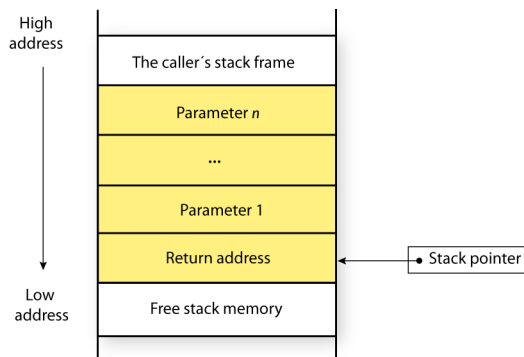 High
address
The caller´s stack frame
Parameter n
...
Parameter 1
Return address
Stack pointer
Low
address
Free stack memory